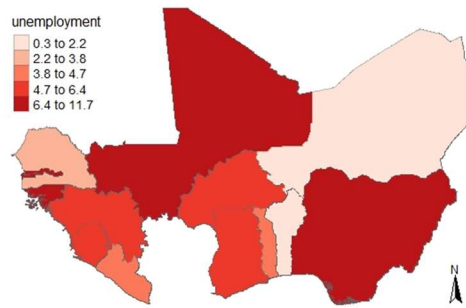 unemployment
0.3 to 2.2
2.2 to 3.8
3.8 to 4.7
4.7 to 6.4
6.4 to 11.7
N